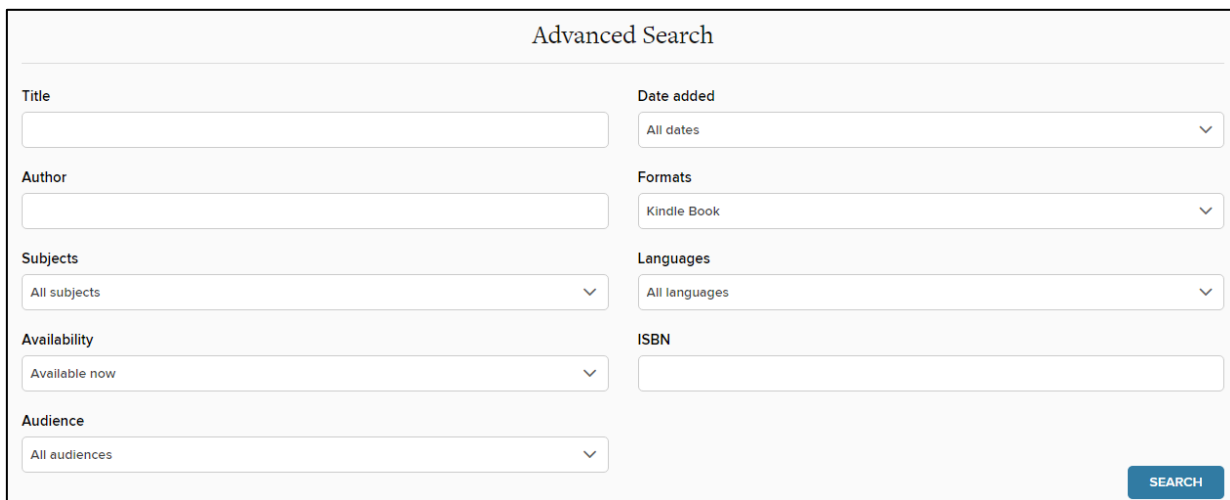 Advanced Search
Title
Date added
All dates
Author
Formats
Kindle Book
Subjects
All subjects
Languages
All languages
Availability
Available now
ISBN
Audience
All audiences
SEARCH